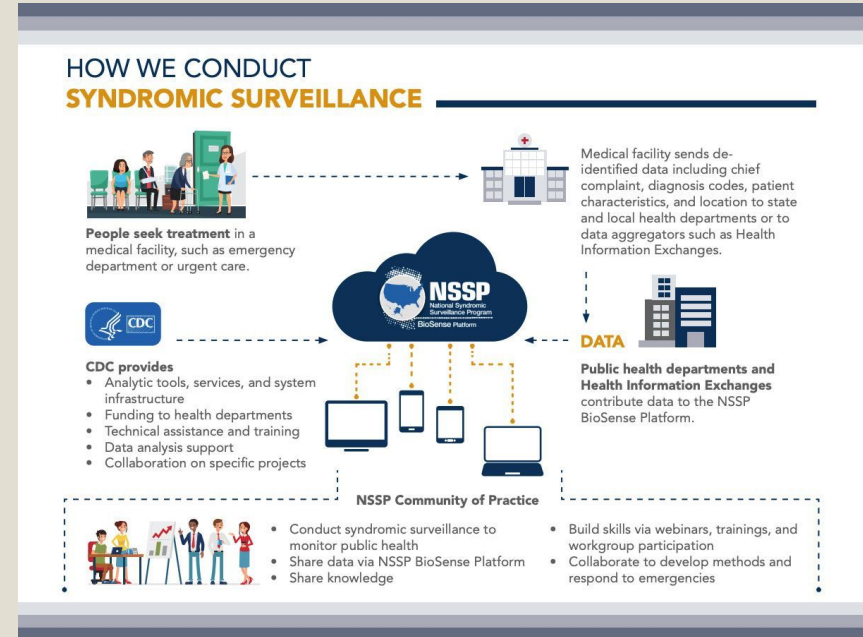 HOW WE CONDUCT
SYNDROMIC SURVEILLANCE
People seek treatment in a
medical facility, such as emergency
department or urgent care.
Medical facility sends de-
identified data including chief
complaint, diagnosis codes, patient
characteristics, and location to state
and local health departments or to
data aggregators such as Health
Information Exchanges.
NSSP
National Syndromic
Surveillance Program
BioSense Platform
CDC
CDC provides
• Analytic tools, services, and system
infrastructure
• Funding to health departments
• Technical assistance and training
• Data analysis support
• Collaboration on specific projects
DATA
Public health departments and
Health Information Exchanges
contribute data to the NSSP
BioSense Platform.
NSSP Community of Practice
• Conduct syndromic surveillance to
monitor public health
• Share data via NSSP BioSense Platform
• Share knowledge
• Build skills via webinars, trainings, and
workgroup participation
• Collaborate to develop methods and
respond to emergencies